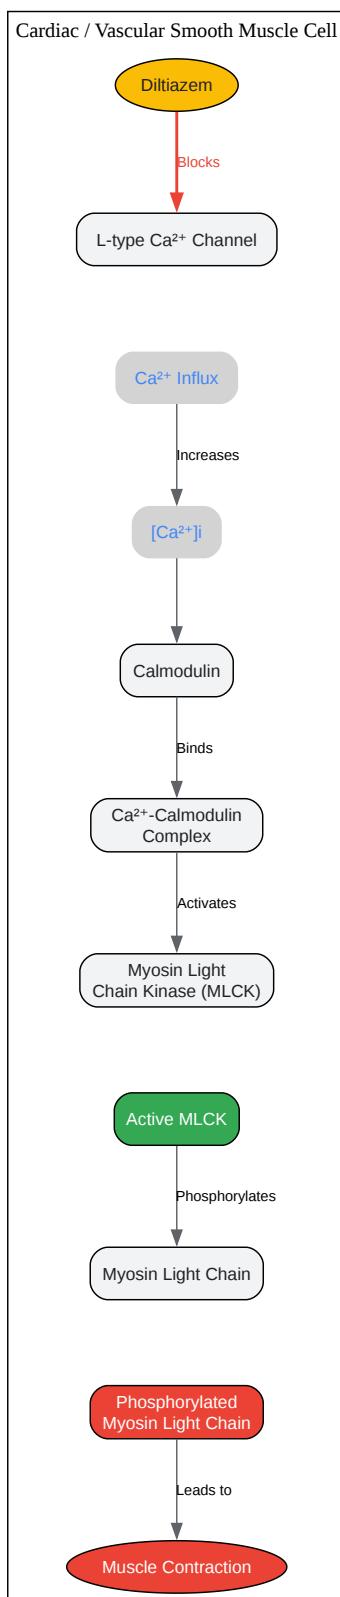 Cardiac / Vascular Smooth Muscle Cell
Diltiazem
Blocks
L-type Ca²⁺ Channel
Ca²⁺ Influx
Increases
[Ca²⁺]i
Calmodulin
Binds
Ca²⁺-Calmodulin
Complex
Activates
Myosin Light
Chain Kinase (MLCK)
Active MLCK
Phosphorylates
Myosin Light Chain
Phosphorylated
Myosin Light Chain
Leads to
Muscle Contraction